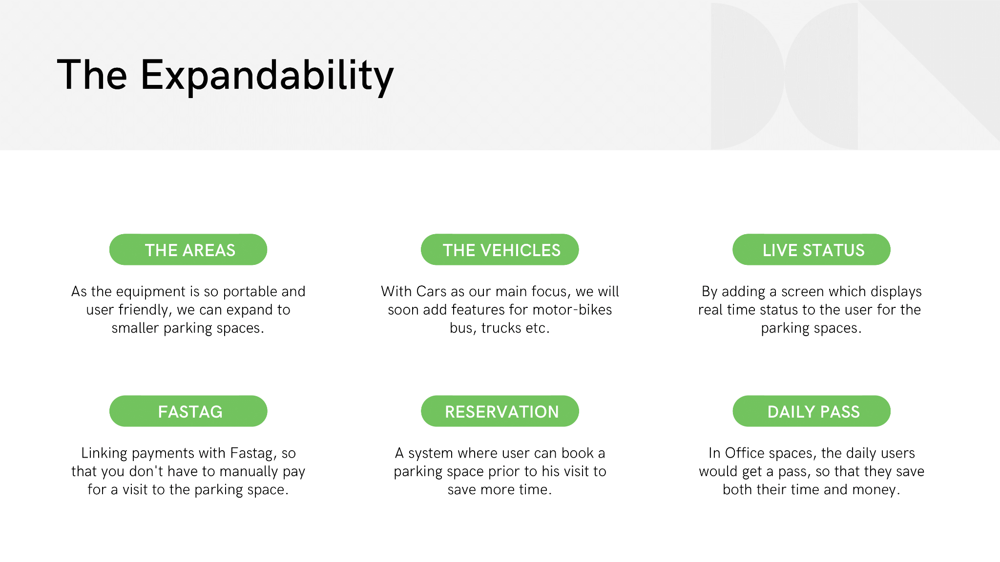 The Expandability
THE AREAS
As the equipment is so portable and
user friendly, we can expand to
smaller parking spaces.
THE VEHICLES
With Cars as our main focus, we will
soon add features for motor-bikes
bus, trucks etc.
LIVE STATUS
By adding a screen which displays
real time status to the user for the
parking spaces.
FASTAG
Linking payments with Fastag, so
that you don't have to manually pay
for a visit to the parking space.
RESERVATION
A system where user can book a
parking space prior to his visit to
save more time.
DAILY PASS
In Office spaces, the daily users
would get a pass, so that they save
both their time and money.